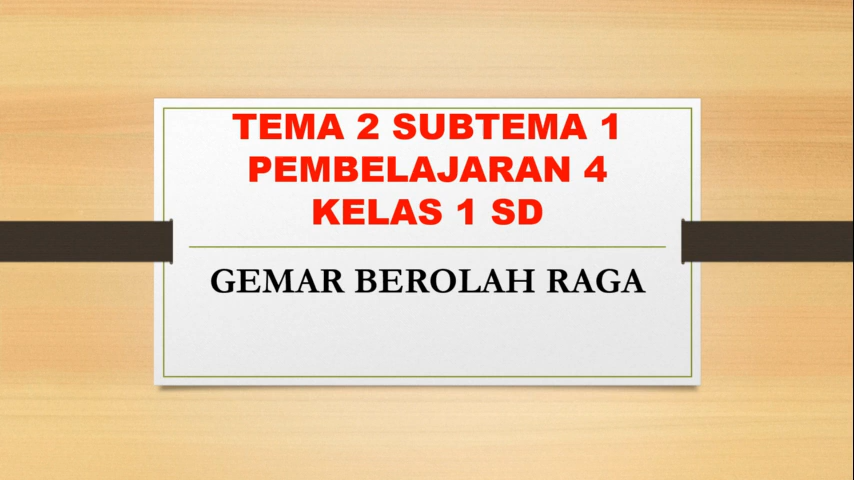 TEMA 2 SUBTEMA 1
PEMBELAJARAN 4
KELAS 1 SD
GEMAR BEROLAH RAGA